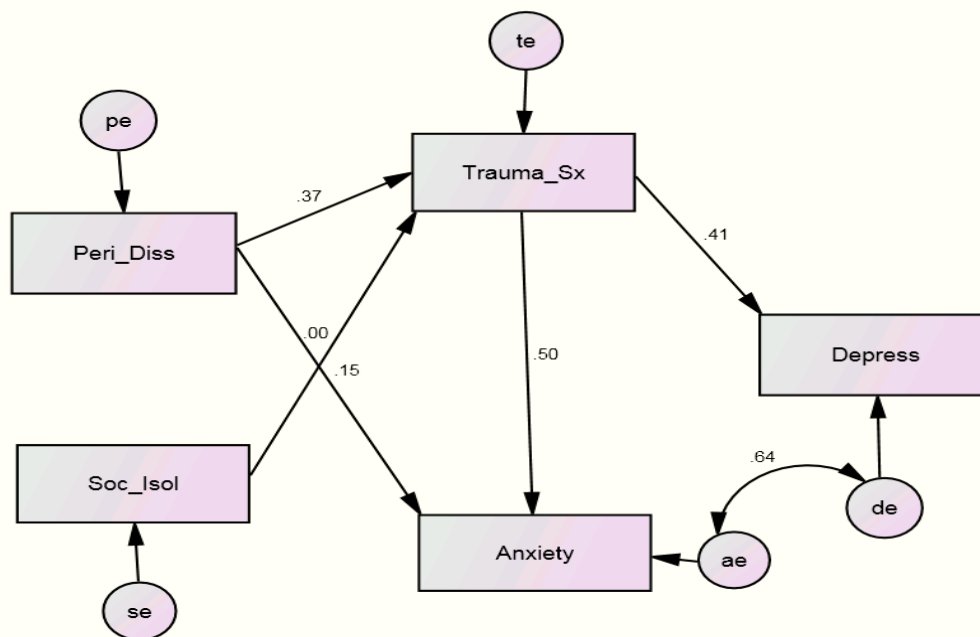 te
pe
Trauma_Sx
.37
.41
Peri_Diss
.00
.15
.50
Depress
Soc_Isol
.64
de
Anxiety
ae
se